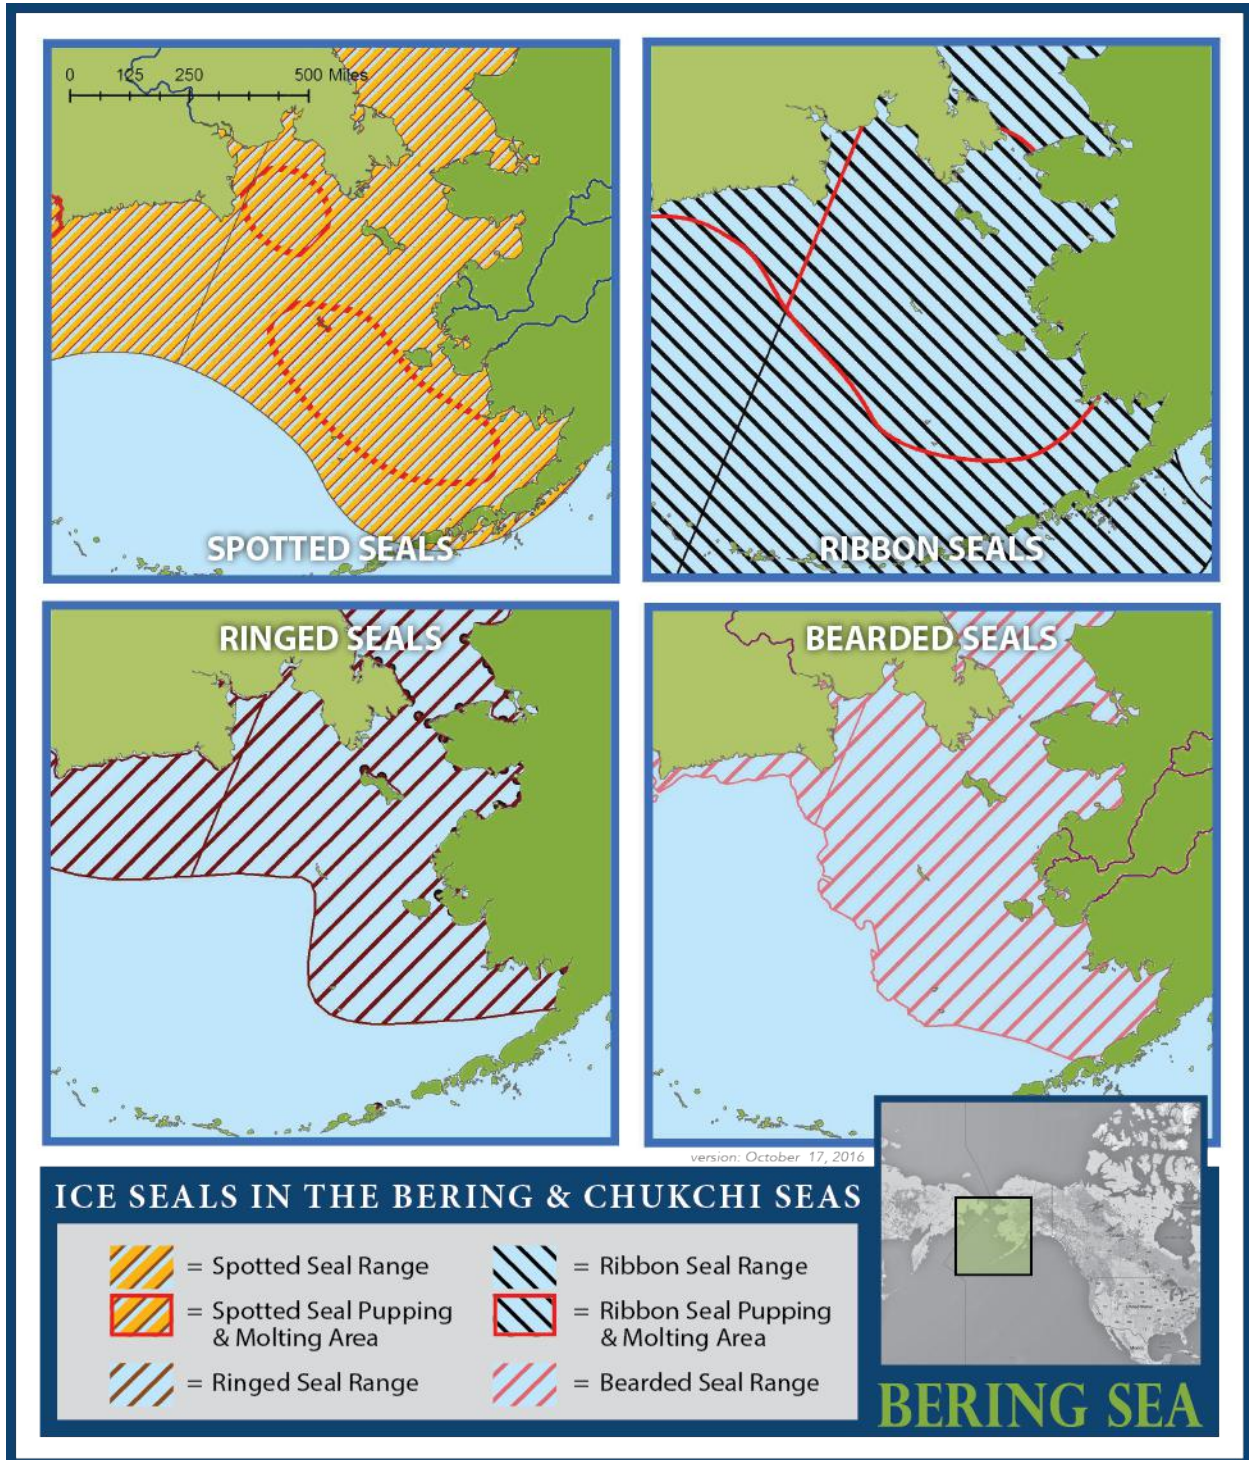 0 125 250 500 Miles
SPOTTED SEALS
RIBBON SEALS
RINGED SEALS
BEARDED SEALS
version: October 17, 2016
ICE SEALS IN THE BERING & CHUKCHI SEAS
= Spotted Seal Range
= Spotted Seal Pupping
& Molting Area
= Ringed Seal Range
= Ribbon Seal Range
= Ribbon Seal Pupping
& Molting Area
= Bearded Seal Range
BERING SEA